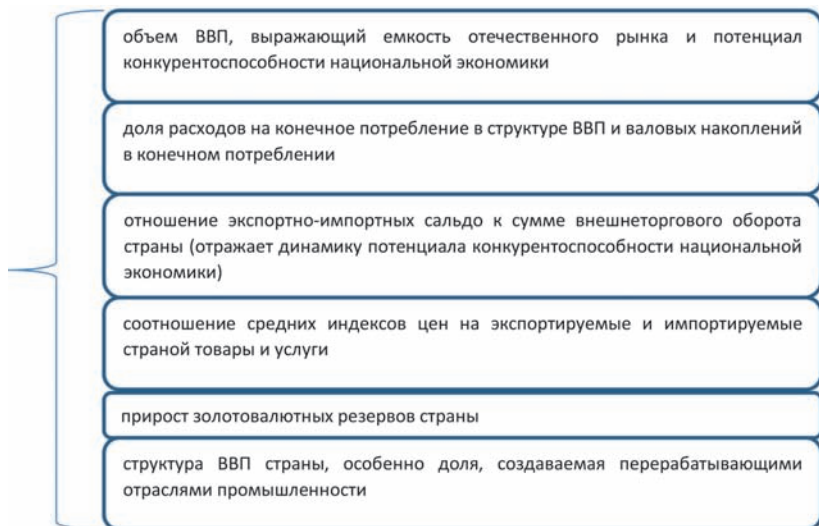 объем ВВП, выражающий емкость отечественного рынка и потенциал
конкурентоспособности национальной экономики
доля расходов на конечное потребление в структуре ВВП и валовых накоплений
в конечном потреблении
отношение экспортно-импортных сальдо к сумме внешнеторгового оборота
страны (отражает динамику потенциала конкурентоспособности национальной
экономики)
соотношение средних индексов цен на экспортируемые и импортируемые
страной товары и услуги
прирост золотовалютных резервов страны
структура ВВП страны, особенно доля, создаваемая перерабатывающими
отраслями промышленности